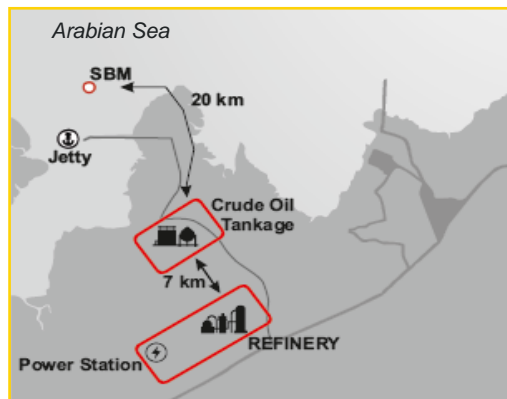 Arabian Sea
SBM
20 km
Jetty
Crude Oil
Tankage
7 km
REFINERY
Power Station